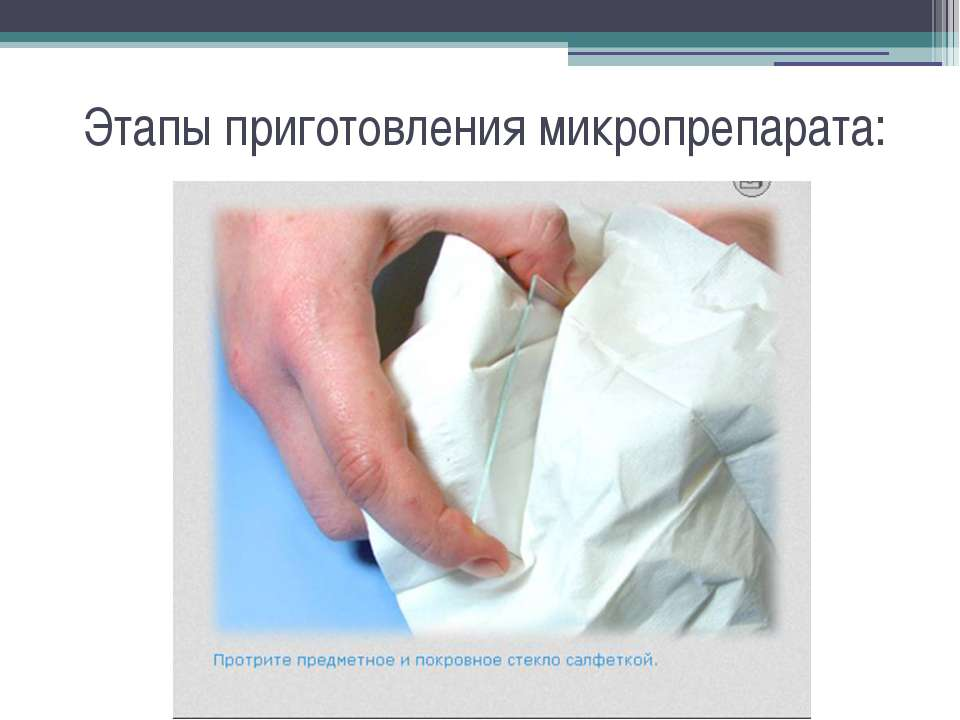 Этапы приготовления микропрепарата:
Протрите предметное и покровное стекло салфеткой.